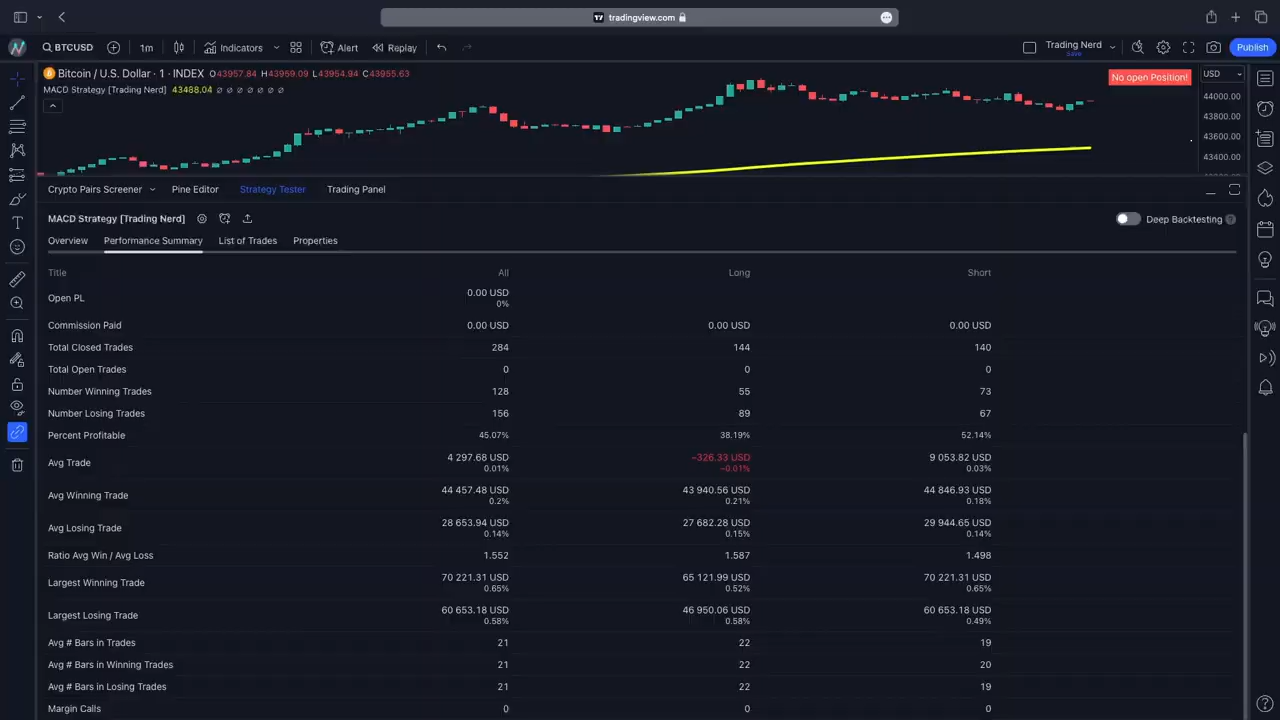 tradingview.com
BTCUSD 1m Indicators Alert Replay Trading Nerd Save Publish
Bitcoin / U.S. Dollar · 1 · INDEX O43957.84 H43959.09 L43954.94 C43955.63
MACD Strategy [Trading Nerd] 43488.04 ∅ ∅ ∅ ∅ ∅ ∅ ∅
No open Position!
USD
44000.00
43800.00
43600.00
43400.00
Crypto Pairs Screener Pine Editor Strategy Tester Trading Panel
MACD Strategy [Trading Nerd] Deep Backtesting ?
Overview Performance Summary List of Trades Properties
Title All Long Short
Open PL 0.00 USD
0%
Commission Paid 0.00 USD 0.00 USD 0.00 USD
Total Closed Trades 284 144 140
Total Open Trades 0 0 0
Number Winning Trades 128 55 73
Number Losing Trades 156 89 67
Percent Profitable 45.07% 38.19% 52.14%
Avg Trade 4 297.68 USD −326.33 USD 9 053.82 USD
0.01% −0.01% 0.03%
Avg Winning Trade 44 457.48 USD 43 940.56 USD 44 846.93 USD
0.2% 0.21% 0.18%
Avg Losing Trade 28 653.94 USD 27 682.28 USD 29 944.65 USD
0.14% 0.15% 0.14%
Ratio Avg Win / Avg Loss 1.552 1.587 1.498
Largest Winning Trade 70 221.31 USD 65 121.99 USD 70 221.31 USD
0.65% 0.52% 0.65%
Largest Losing Trade 60 653.18 USD 46 950.06 USD 60 653.18 USD
0.58% 0.58% 0.49%
Avg # Bars in Trades 21 22 19
Avg # Bars in Winning Trades 21 22 20
Avg # Bars in Losing Trades 21 22 19
Margin Calls 0 0 0